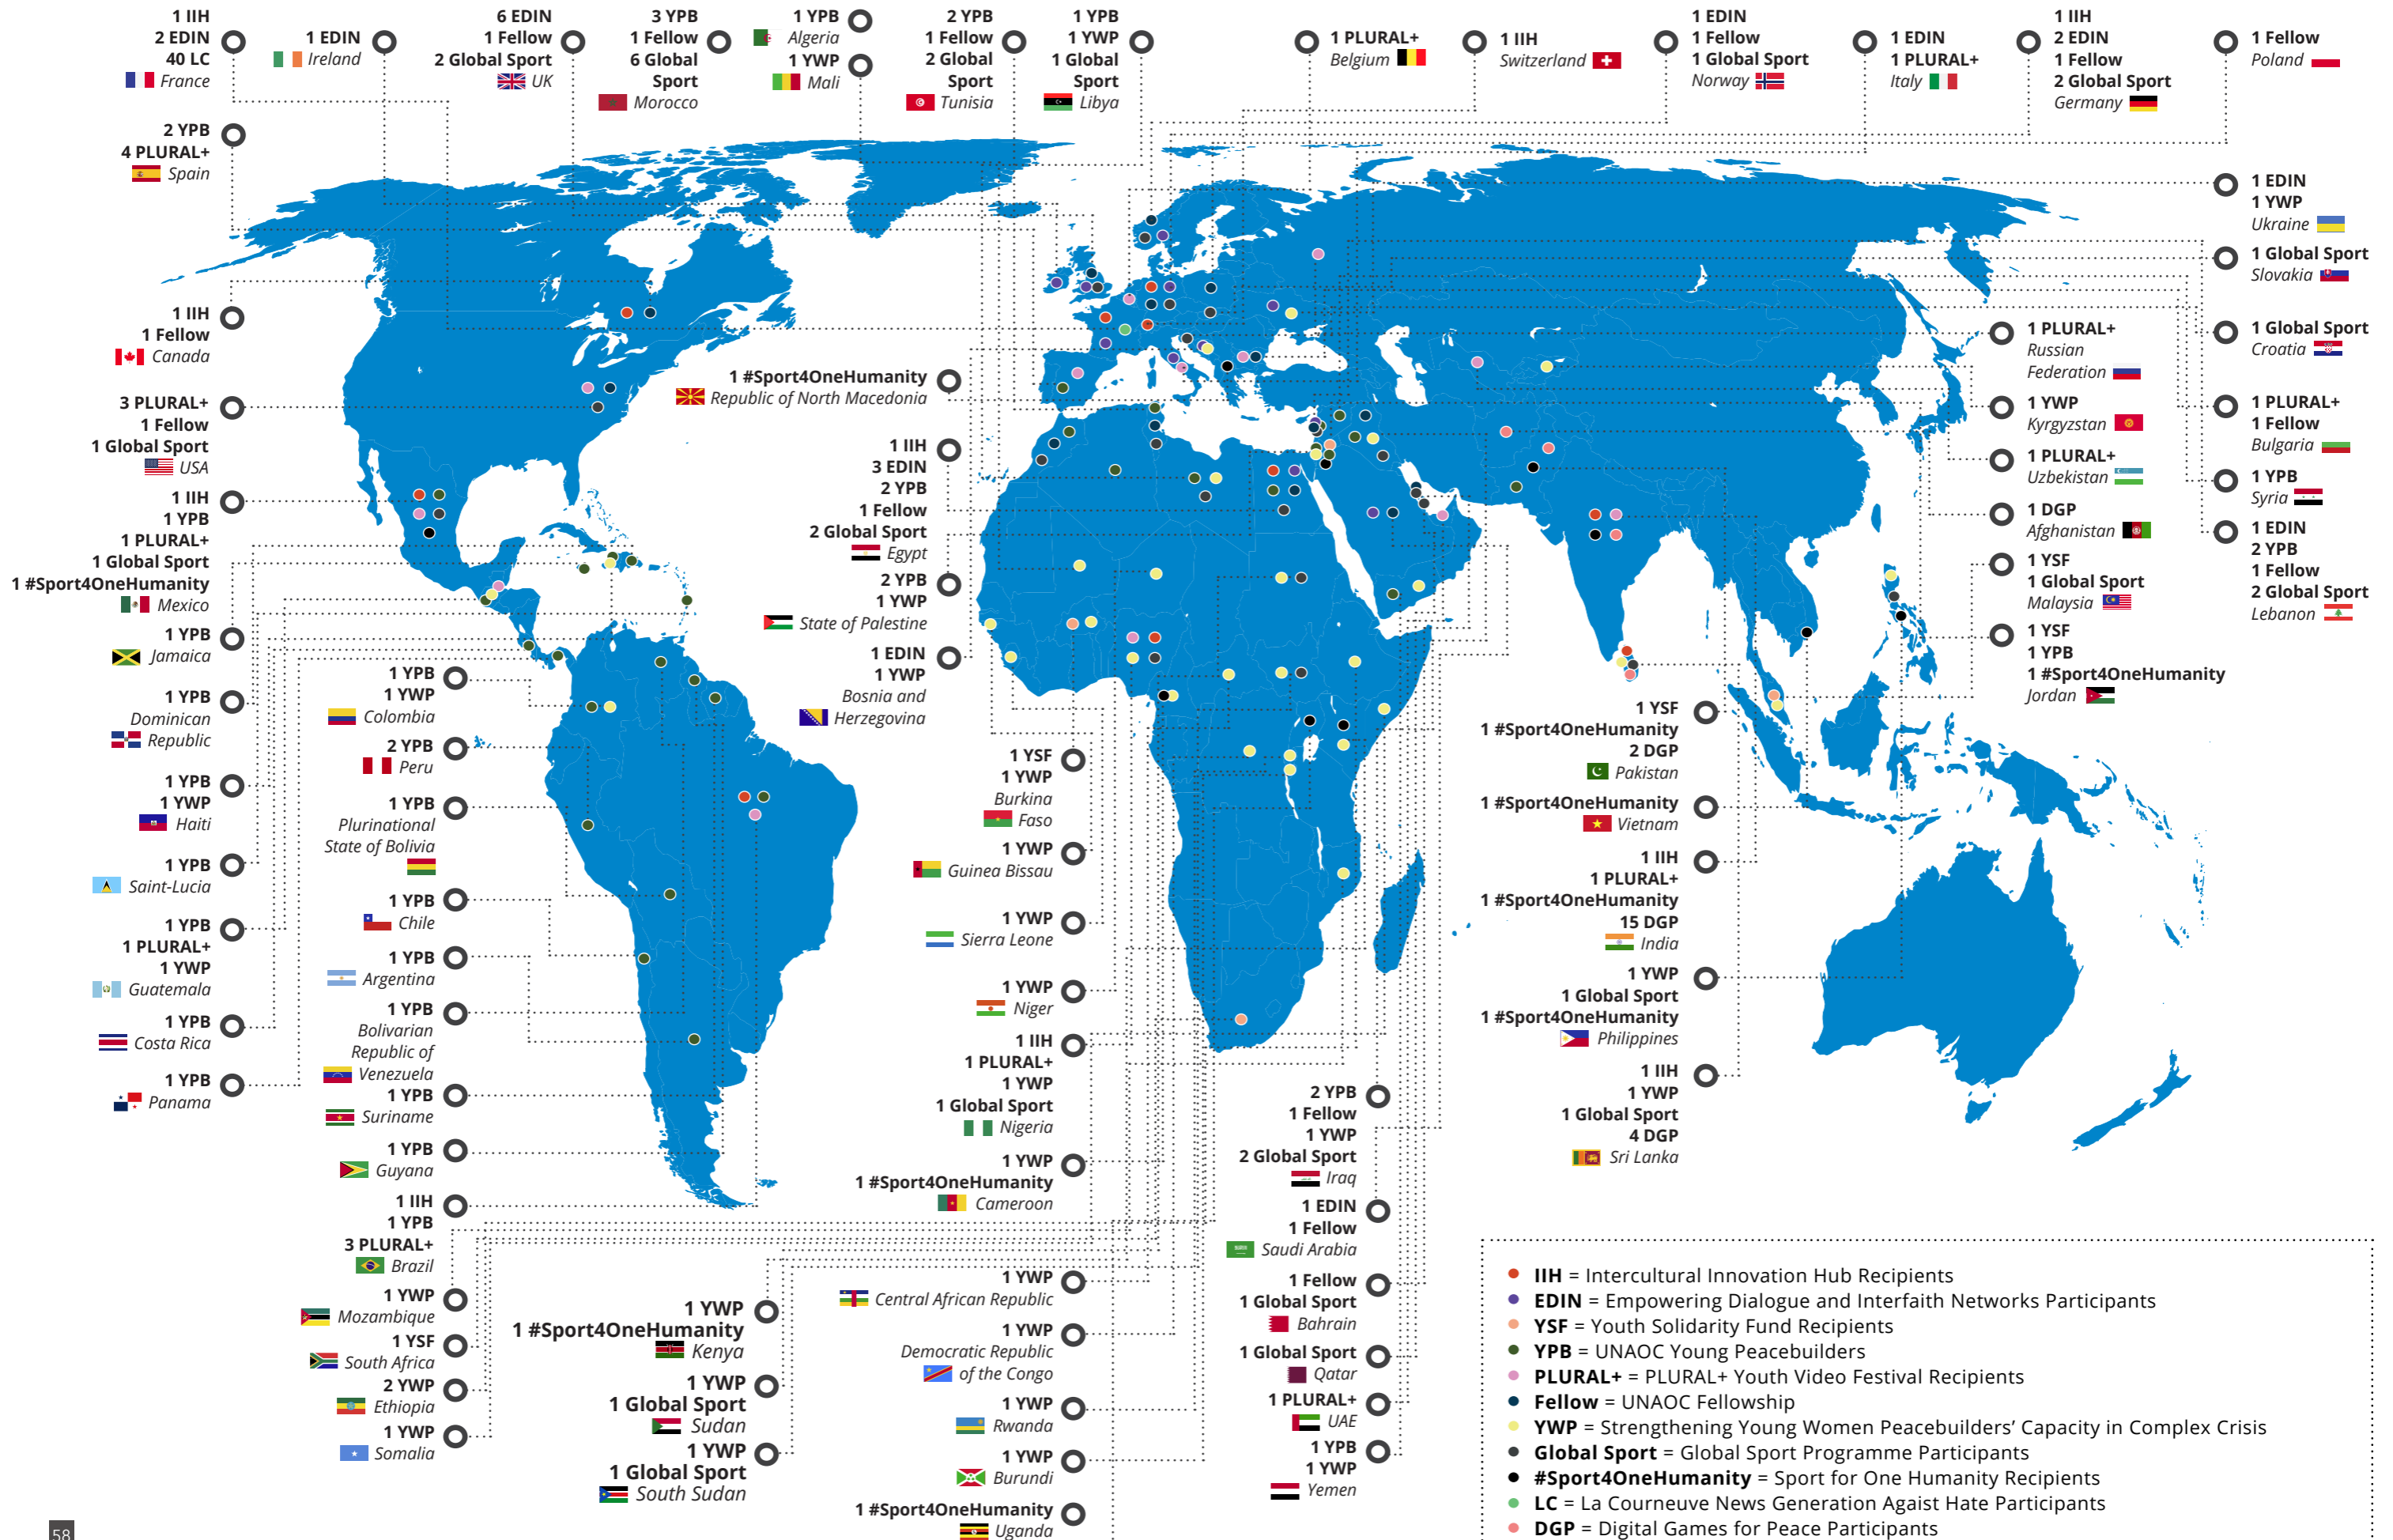 1 IIH
2 EDIN
40 LC
France
1 EDIN
Ireland
6 EDIN
1 Fellow
2 Global Sport
UK
3 YPB
1 Fellow
6 Global
Sport
Morocco
1 YPB
Algeria
1 YWP
Mali
2 YPB
1 Fellow
2 Global
Sport
Tunisia
1 YPB
1 YWP
1 Global
Sport
Libya
1 PLURAL+
Belgium
1 IIH
Switzerland
1 EDIN
1 Fellow
1 Global Sport
Norway
1 EDIN
1 PLURAL+
Italy
1 IIH
2 EDIN
1 Fellow
2 Global Sport
Germany
1 Fellow
Poland
2 YPB
4 PLURAL+
Spain
1 IIH
1 Fellow
Canada
3 PLURAL+
1 Fellow
1 Global Sport
USA
1 IIH
1 YPB
1 PLURAL+
1 Global Sport
1 #Sport4OneHumanity
Mexico
1 YPB
Jamaica
1 YPB
Dominican
Republic
1 YPB
1 YWP
Haiti
1 YPB
Saint-Lucia
1 YPB
1 PLURAL+
1 YWP
Guatemala
1 YPB
Costa Rica
1 YPB
Panama
1 YPB
1 YWP
Colombia
2 YPB
Peru
1 YPB
Plurinational
State of Bolivia
1 YPB
Chile
1 YPB
Argentina
1 YPB
Bolivarian
Republic of
Venezuela
1 YPB
Suriname
1 YPB
Guyana
1 IIH
1 YPB
3 PLURAL+
Brazil
1 YWP
Mozambique
1 YSF
South Africa
2 YWP
Ethiopia
1 YWP
Somalia
1 YWP
1 #Sport4OneHumanity
Kenya
1 YWP
1 Global Sport
Sudan
1 YWP
1 Global Sport
South Sudan
1 #Sport4OneHumanity
Republic of North Macedonia
1 IIH
3 EDIN
2 YPB
1 Fellow
2 Global Sport
Egypt
2 YPB
1 YWP
State of Palestine
1 EDIN
1 YWP
Bosnia and
Herzegovina
1 YSF
1 YWP
Burkina
Faso
1 YWP
Guinea Bissau
1 YWP
Sierra Leone
1 YWP
Niger
1 IIH
1 PLURAL+
1 YWP
1 Global Sport
Nigeria
1 YWP
1 #Sport4OneHumanity
Cameroon
1 YWP
Central African Republic
1 YWP
Democratic Republic
of the Congo
1 YWP
Rwanda
1 YWP
Burundi
1 #Sport4OneHumanity
Uganda
2 YPB
1 Fellow
1 YWP
2 Global Sport
Iraq
1 EDIN
1 Fellow
Saudi Arabia
1 Fellow
1 Global Sport
Bahrain
1 Global Sport
Qatar
1 PLURAL+
UAE
1 YPB
1 YWP
Yemen
1 EDIN
1 YWP
Ukraine
1 Global Sport
Slovakia
1 Global Sport
Croatia
1 PLURAL+
1 Fellow
Bulgaria
1 YPB
Syria
1 EDIN
2 YPB
1 Fellow
2 Global Sport
Lebanon
1 PLURAL+
Russian
Federation
1 YWP
Kyrgyzstan
1 PLURAL+
Uzbekistan
1 DGP
Afghanistan
1 YSF
1 Global Sport
Malaysia
1 YSF
1 YPB
1 #Sport4OneHumanity
Jordan
1 YSF
1 #Sport4OneHumanity
2 DGP
Pakistan
1 #Sport4OneHumanity
Vietnam
1 IIH
1 PLURAL+
1 #Sport4OneHumanity
15 DGP
India
1 YWP
1 Global Sport
1 #Sport4OneHumanity
Philippines
1 IIH
1 YWP
1 Global Sport
4 DGP
Sri Lanka
IIH = Intercultural Innovation Hub Recipients
EDIN = Empowering Dialogue and Interfaith Networks Participants
YSF = Youth Solidarity Fund Recipients
YPB = UNAOC Young Peacebuilders
PLURAL+ = PLURAL+ Youth Video Festival Recipients
Fellow = UNAOC Fellowship
YWP = Strengthening Young Women Peacebuilders’ Capacity in Complex Crisis
Global Sport = Global Sport Programme Participants
#Sport4OneHumanity = Sport for One Humanity Recipients
LC = La Courneuve News Generation Agaist Hate Participants
DGP = Digital Games for Peace Participants
58